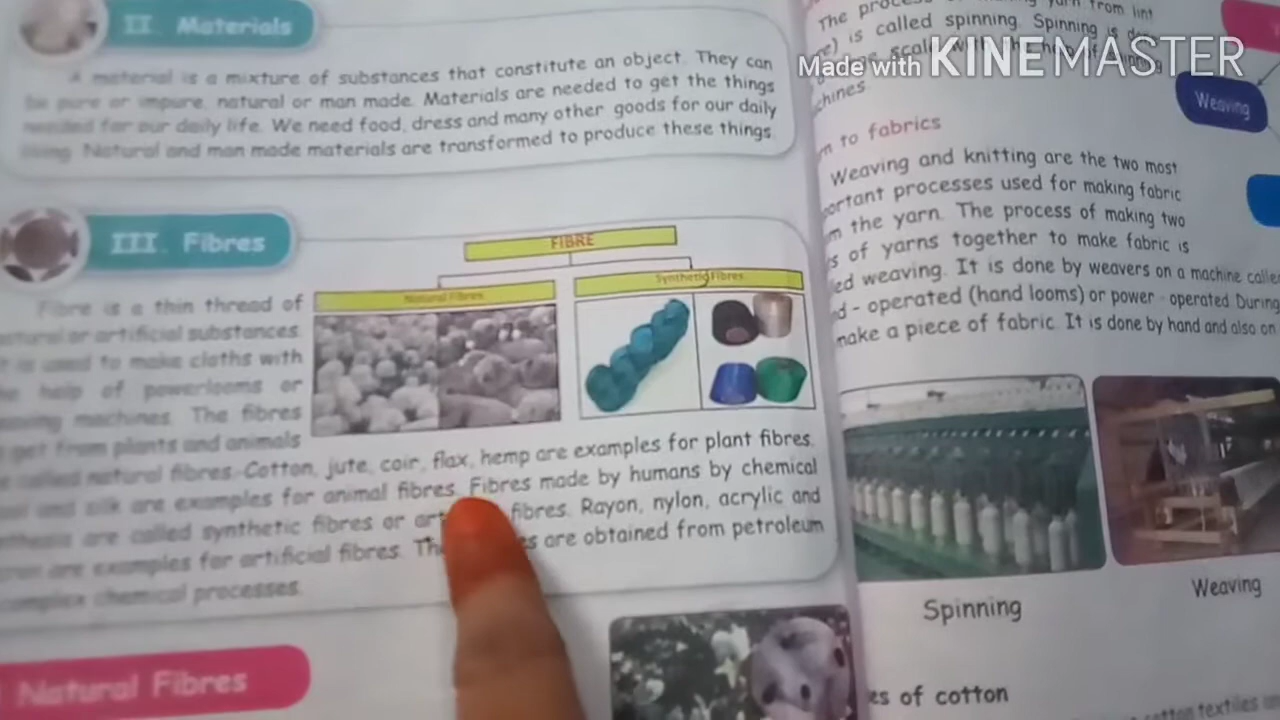 II. Materials
A material is a mixture of substances that constitute an object. They can
be pure or impure, natural or man made. Materials are needed to get the things
needed for our daily life. We need food, dress and many other goods for our daily
living. Natural and man made materials are transformed to produce these things.
III. Fibres
FIBRE
Natural Fibres
Synthetic Fibres
Fibre is a thin thread of
natural or artificial substances.
It is used to make cloths with
the help of powerlooms or
machines. The fibres
get from plants and animals
called natural fibres. Cotton, jute, coir, flax, hemp are examples for plant fibres.
and silk are examples for animal fibres. Fibres made by humans by chemical
are called synthetic fibres or fibres. Rayon, nylon, acrylic and
are examples for artificial fibres. are obtained from petroleum
complex chemical processes.
Natural Fibres
The process yarn from lint
is called spinning. Spinning is
scale
Made with KINEMASTER
Weaving
to fabrics
Weaving and knitting are the two most
processes used for making fabric
the yarn. The process of making two
of yarns together to make fabric is
weaving. It is done by weavers on a machine called
- operated (hand looms) or power - operated. During
make a piece of fabric. It is done by hand and also on
Spinning
Weaving
of cotton
cotton textiles